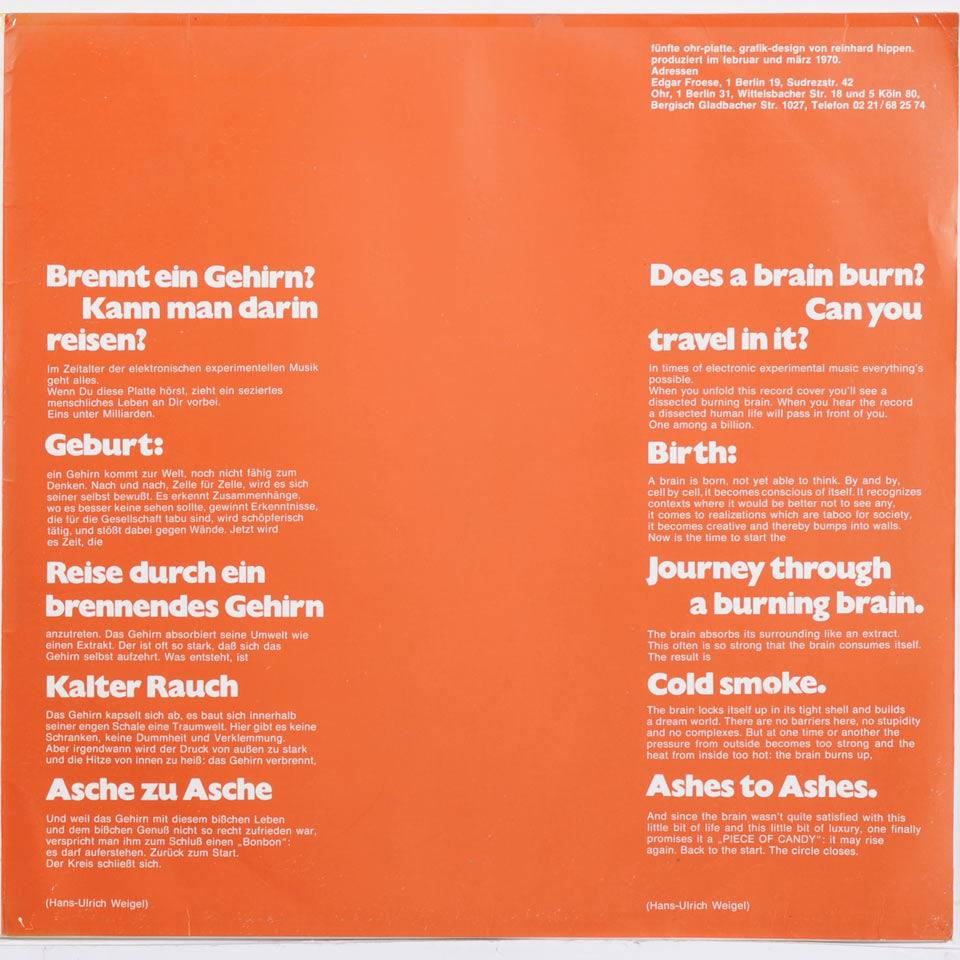 fünfte ohr-platte. grafik-design von reinhard hippen.
produziert im februar und märz 1970.
Adressen
Edgar Froese, 1 Berlin 19, Sudrezstr. 42
Ohr, 1 Berlin 31, Wittelsbacher Str. 18 und 5 Köln 80,
Bergisch Gladbacher Str. 1027, Telefon 02 21/68 25 74
Brennt ein Gehirn?
Kann man darin
reisen?
Im Zeitalter der elektronischen experimentellen Musik
geht alles.
Wenn Du diese Platte hörst, zieht ein seziertes
menschliches Leben an Dir vorbei.
Eins unter Milliarden.
Geburt:
ein Gehirn kommt zur Welt, noch nicht fähig zum
Denken. Nach und nach, Zelle für Zelle, wird es sich
seiner selbst bewußt. Es erkennt Zusammenhänge,
wo es besser keine sehen sollte, gewinnt Erkenntnisse,
die für die Gesellschaft tabu sind, wird schöpferisch
tätig, und stößt dabei gegen Wände. Jetzt wird
es Zeit, die
Reise durch ein
brennendes Gehirn
anzutreten. Das Gehirn absorbiert seine Umwelt wie
einen Extrakt. Der ist oft so stark, daß sich das
Gehirn selbst aufzehrt. Was entsteht, ist
Kalter Rauch
Das Gehirn kapselt sich ab, es baut sich innerhalb
seiner engen Schale eine Traumwelt. Hier gibt es keine
Schranken, keine Dummheit und Verklemmung.
Aber irgendwann wird der Druck von außen zu stark
und die Hitze von innen zu heiß: das Gehirn verbrennt,
Asche zu Asche
Und weil das Gehirn mit diesem bißchen Leben
und dem bißchen Genuß nicht so recht zufrieden war,
verspricht man ihm zum Schluß einen „Bonbon":
es darf auferstehen. Zurück zum Start.
Der Kreis schließt sich.
(Hans-Ulrich Weigel)
Does a brain burn?
Can you
travel in it?
In times of electronic experimental music everything's
possible.
When you unfold this record cover you'll see a
dissected burning brain. When you hear the record
a dissected human life will pass in front of you.
One among a billion.
Birth:
A brain is born, not yet able to think. By and by,
cell by cell, it becomes conscious of itself. It recognizes
contexts where it would be better not to see any,
it comes to realizations which are taboo for society,
it becomes creative and thereby bumps into walls.
Now is the time to start the
Journey through
a burning brain.
The brain absorbs its surrounding like an extract.
This often is so strong that the brain consumes itself.
The result is
Cold smoke.
The brain locks itself up in its tight shell and builds
a dream world. There are no barriers here, no stupidity
and no complexes. But at one time or another the
pressure from outside becomes too strong and the
heat from inside too hot: the brain burns up,
Ashes to Ashes.
And since the brain wasn't quite satisfied with this
little bit of life and this little bit of luxury, one finally
promises it a „PIECE OF CANDY": it may rise
again. Back to the start. The circle closes.
(Hans-Ulrich Weigel)